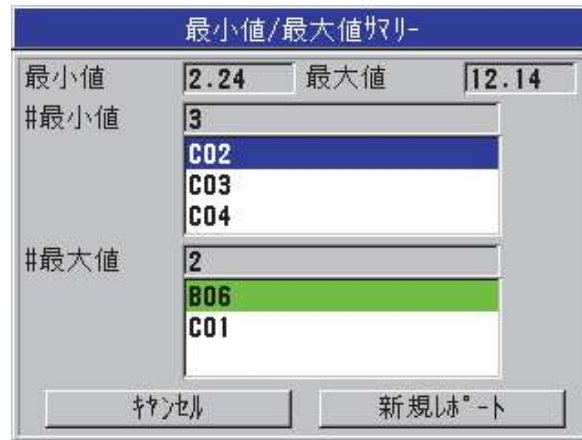 最小値/最大値ｻﾏﾘｰ
最小値 2.24 最大値 12.14
#最小値 3
C02
C03
C04
#最大値 2
B06
C01
ｷｬﾝｾﾙ 新規ﾚﾎﾟｰﾄ